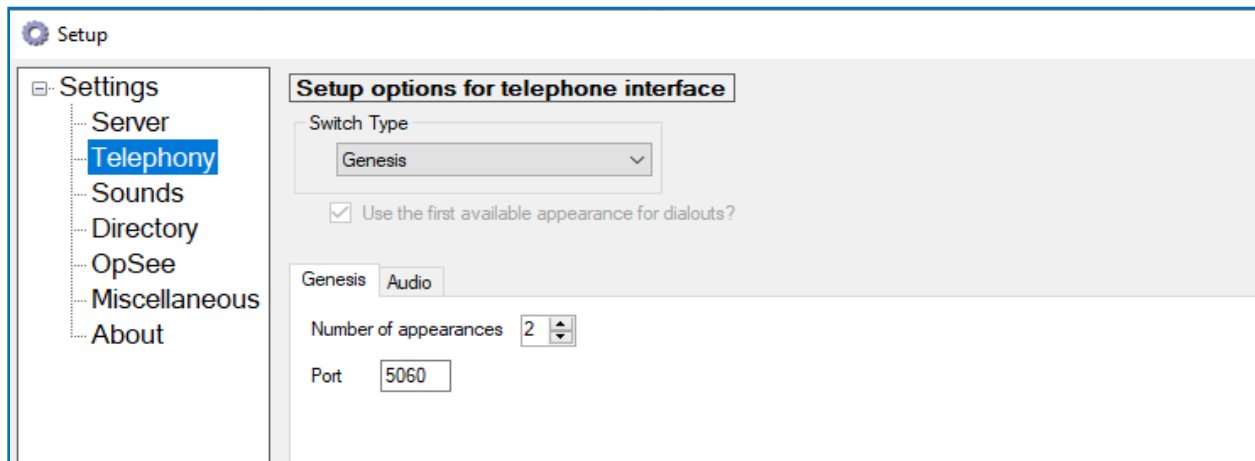 Setup
Settings
Server
Telephony
Sounds
Directory
OpSee
Miscellaneous
About
Setup options for telephone interface
Switch Type
Genesis
Use the first available appearance for dialouts?
Genesis Audio
Number of appearances 2
Port 5060